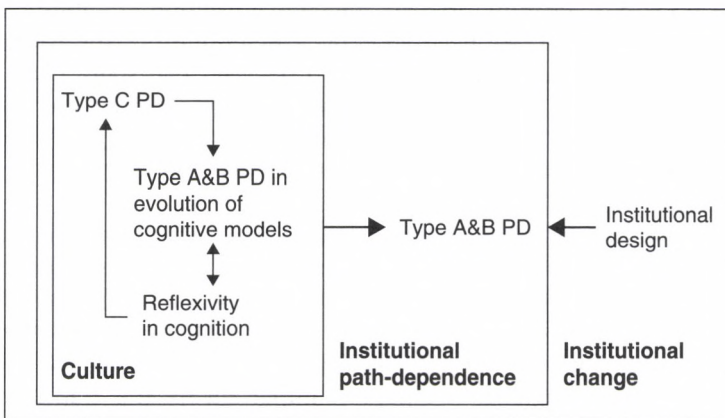 Type C PD
Type A&B PD in
evolution of
cognitive models
Reflexivity
in cognition
Culture
Type A&B PD
Institutional
path-dependence
Institutional
design
Institutional
change